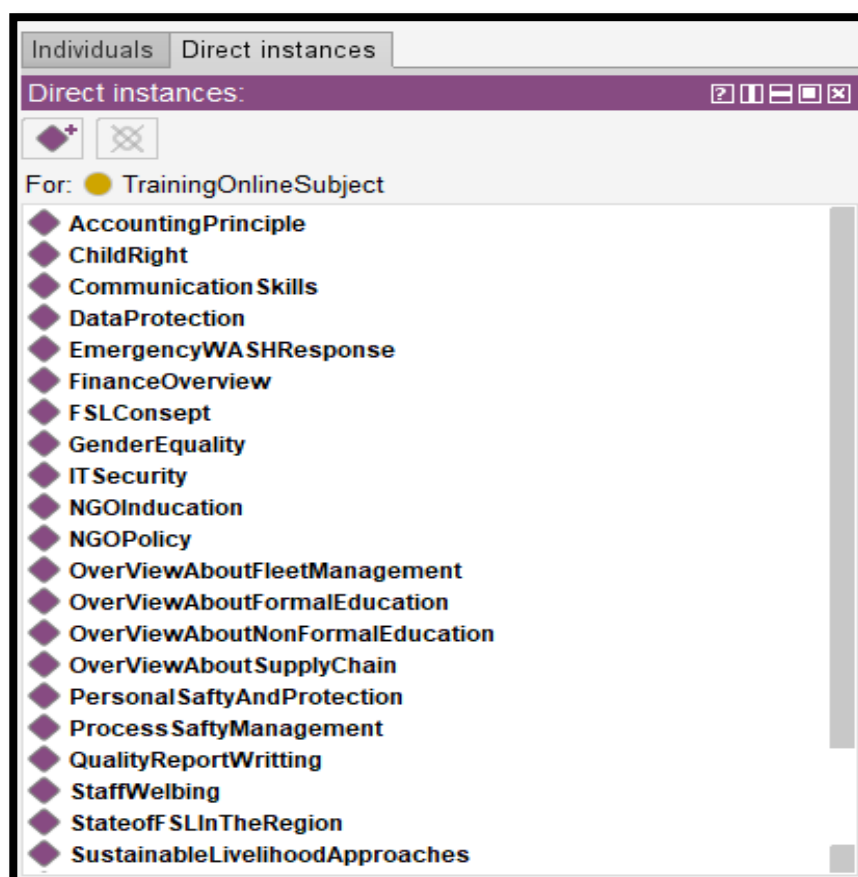 Individuals Direct instances
Direct instances:
For: TrainingOnlineSubject
AccountingPrinciple
ChildRight
CommunicationSkills
DataProtection
EmergencyWASHResponse
FinanceOverview
FSLConsept
GenderEquality
ITSecurity
NGOInducation
NGOPolicy
OverViewAboutFleetManagement
OverViewAboutFormalEducation
OverViewAboutNonFormalEducation
OverViewAboutSupplyChain
PersonalSaftyAndProtection
ProcessSaftyManagement
QualityReportWritting
StaffWelbing
StateofFSLInTheRegion
SustainableLivelihoodApproaches